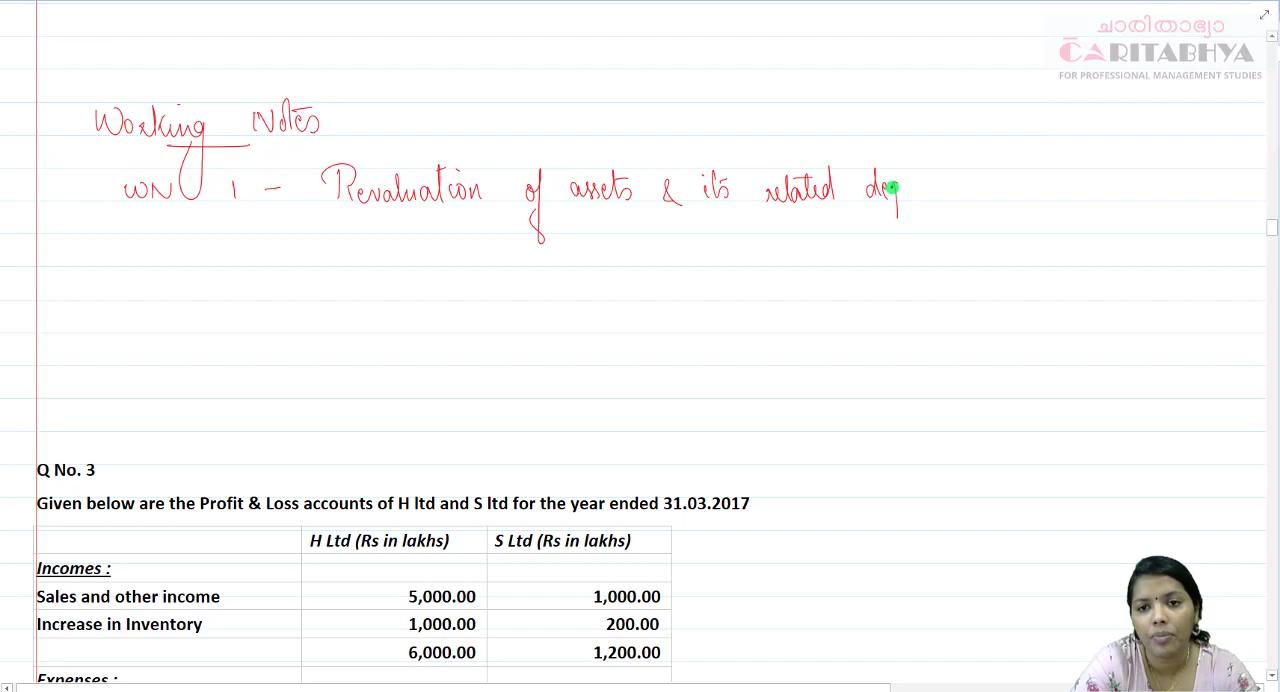 ചാരിതാഭ്യാ
CARITABHYA
FOR PROFESSIONAL MANAGEMENT STUDIES
Working Notes
WN 1 - Revaluation of assets & its related dep
Q No. 3
Given below are the Profit & Loss accounts of H ltd and S ltd for the year ended 31.03.2017
H Ltd (Rs in lakhs) S Ltd (Rs in lakhs)
Incomes :
Sales and other income 5,000.00 1,000.00
Increase in Inventory 1,000.00 200.00
6,000.00 1,200.00
Expenses :